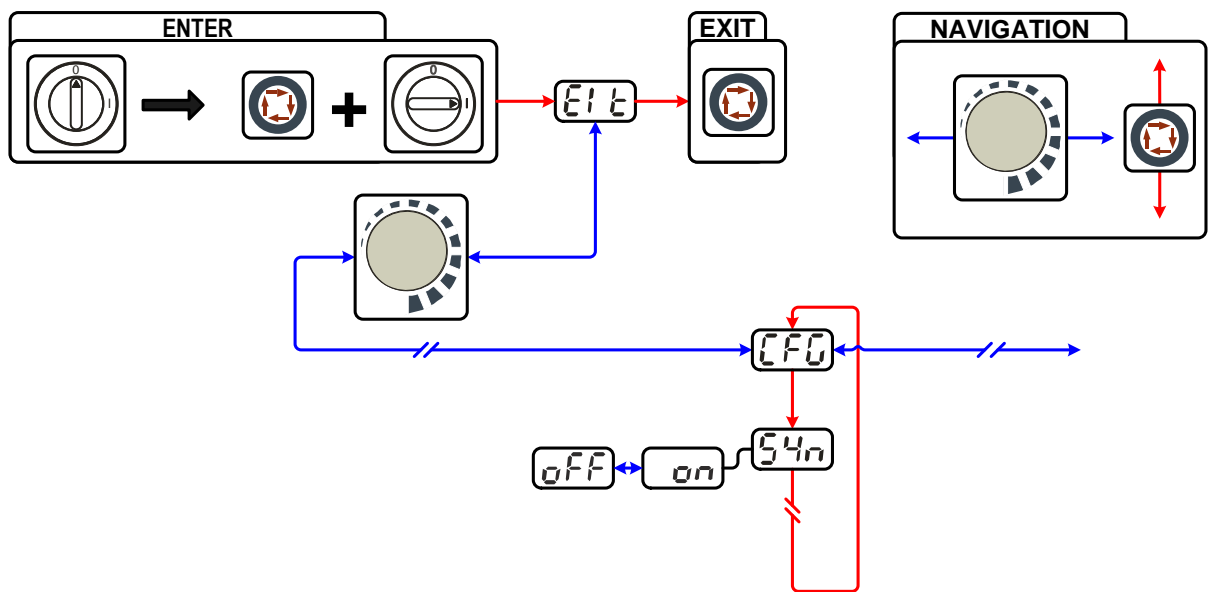 ENTER
EXIT
NAVIGATION
0
I
0
I
EIt
CFG
SYn
oFF
on